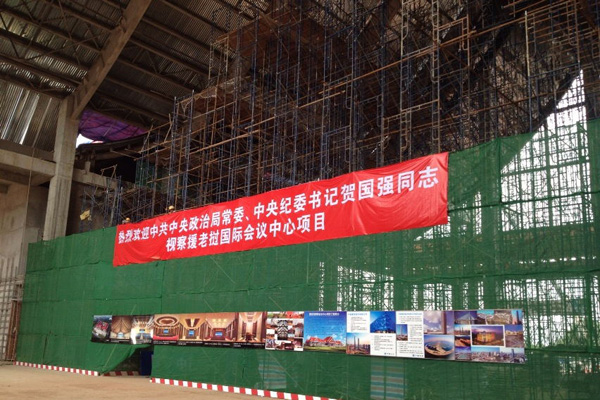 热烈欢迎中共中央政治局常委、中央纪委书记贺国强同志
视察援老挝国际会议中心项目